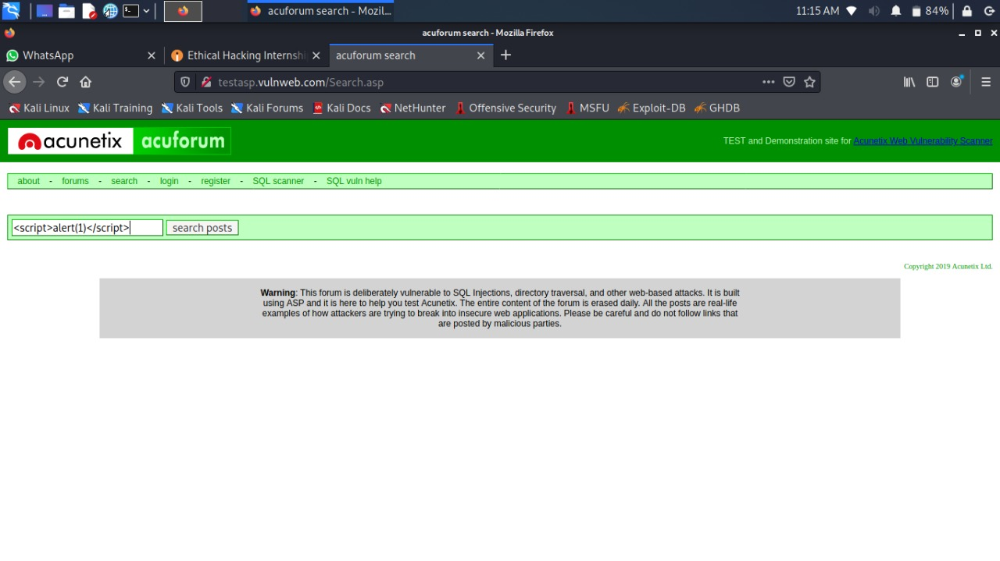 acuforum search - Mozil...
11:15 AM 84%
acuforum search - Mozilla Firefox
WhatsApp
Ethical Hacking Internshi
acuforum search
testasp.vulnweb.com/Search.asp
Kali Linux Kali Training Kali Tools Kali Forums Kali Docs NetHunter Offensive Security MSFU Exploit-DB GHDB
acunetix acuforum
TEST and Demonstration site for Acunetix Web Vulnerability Scanner
about - forums - search - login - register - SQL scanner - SQL vuln help
<script>alert(1)</script> search posts
Copyright 2019 Acunetix Ltd.
Warning: This forum is deliberately vulnerable to SQL Injections, directory traversal, and other web-based attacks. It is built
using ASP and it is here to help you test Acunetix. The entire content of the forum is erased daily. All the posts are real-life
examples of how attackers are trying to break into insecure web applications. Please be careful and do not follow links that
are posted by malicious parties.